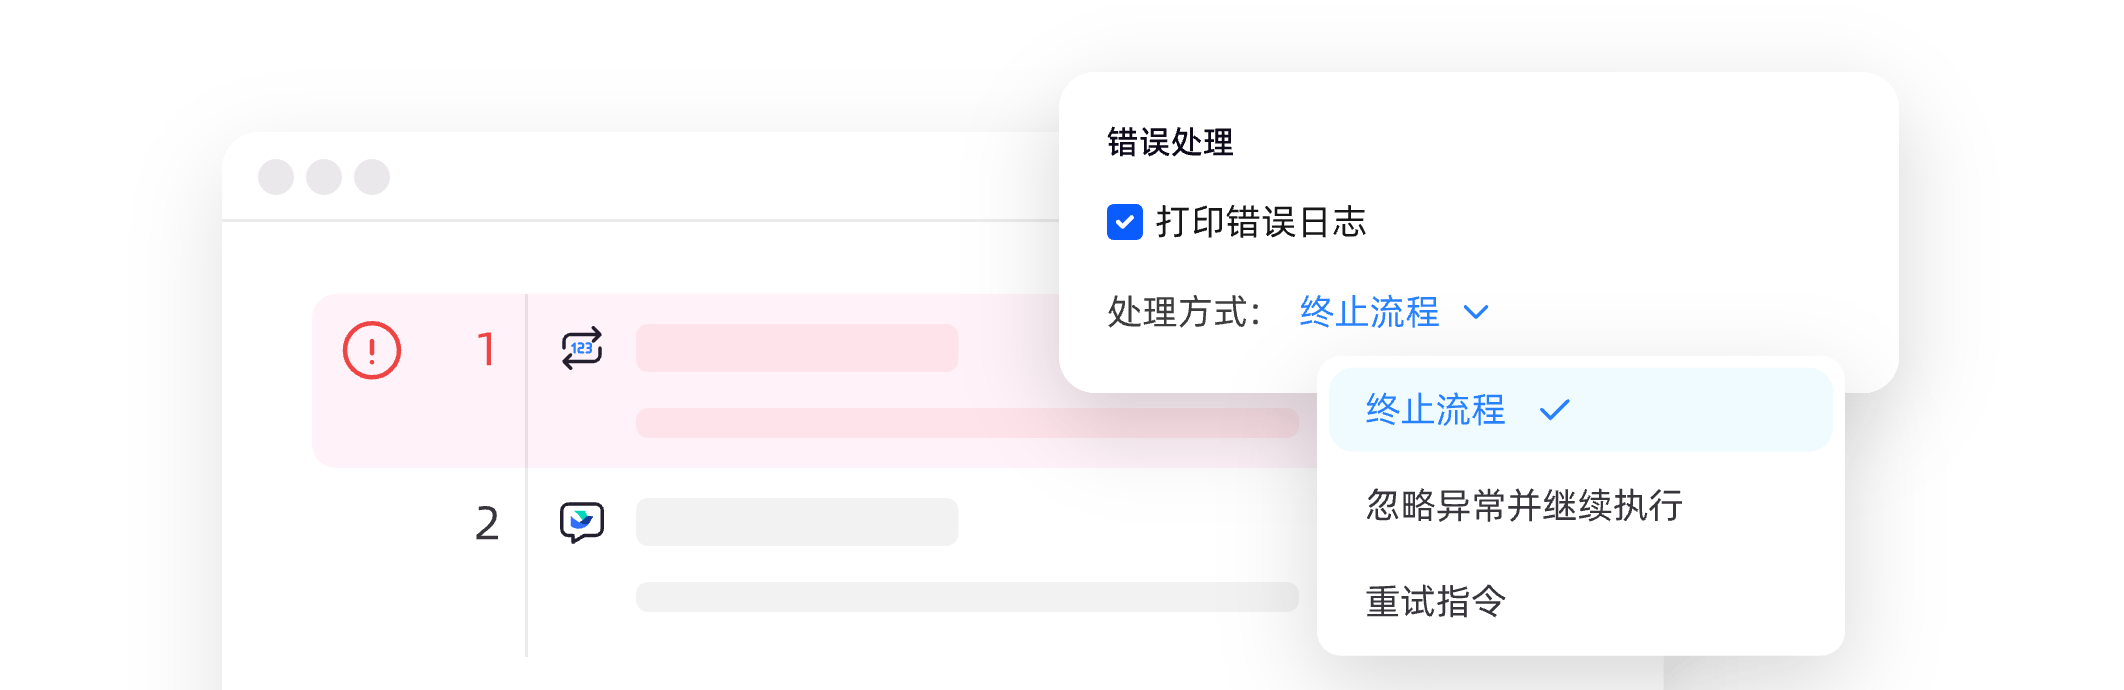 错误处理
打印错误日志
处理方式： 终止流程
1
123
终止流程
忽略异常并继续执行
2
重试指令